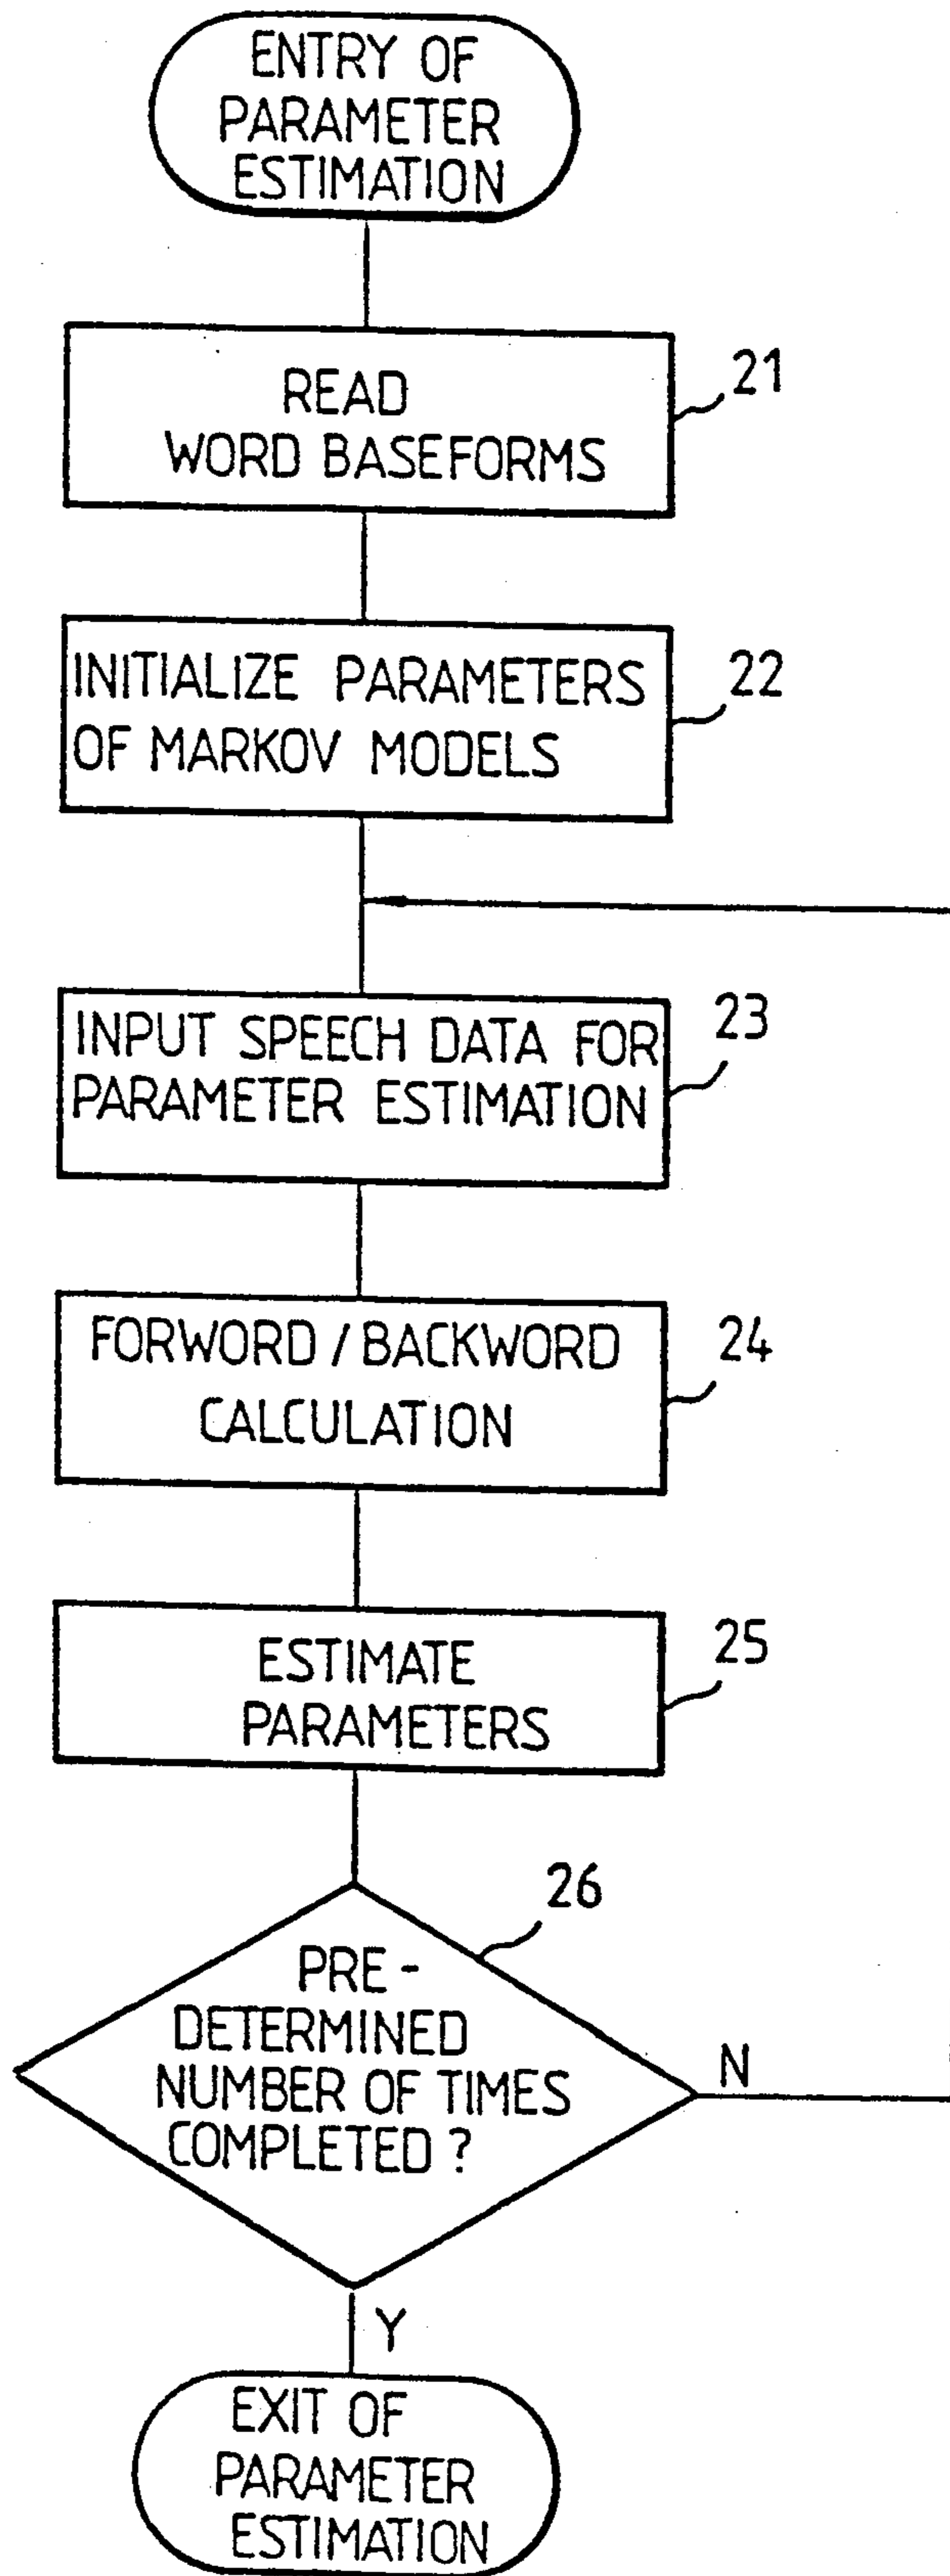 ENTRY OF
PARAMETER
ESTIMATION
READ
WORD BASEFORMS
21
INITIALIZE PARAMETERS
OF MARKOV MODELS
22
INPUT SPEECH DATA FOR
PARAMETER ESTIMATION
23
FORWORD / BACKWORD
CALCULATION
24
ESTIMATE
PARAMETERS
25
26
PRE-
DETERMINED
NUMBER OF TIMES
COMPLETED ?
N
Y
EXIT OF
PARAMETER
ESTIMATION